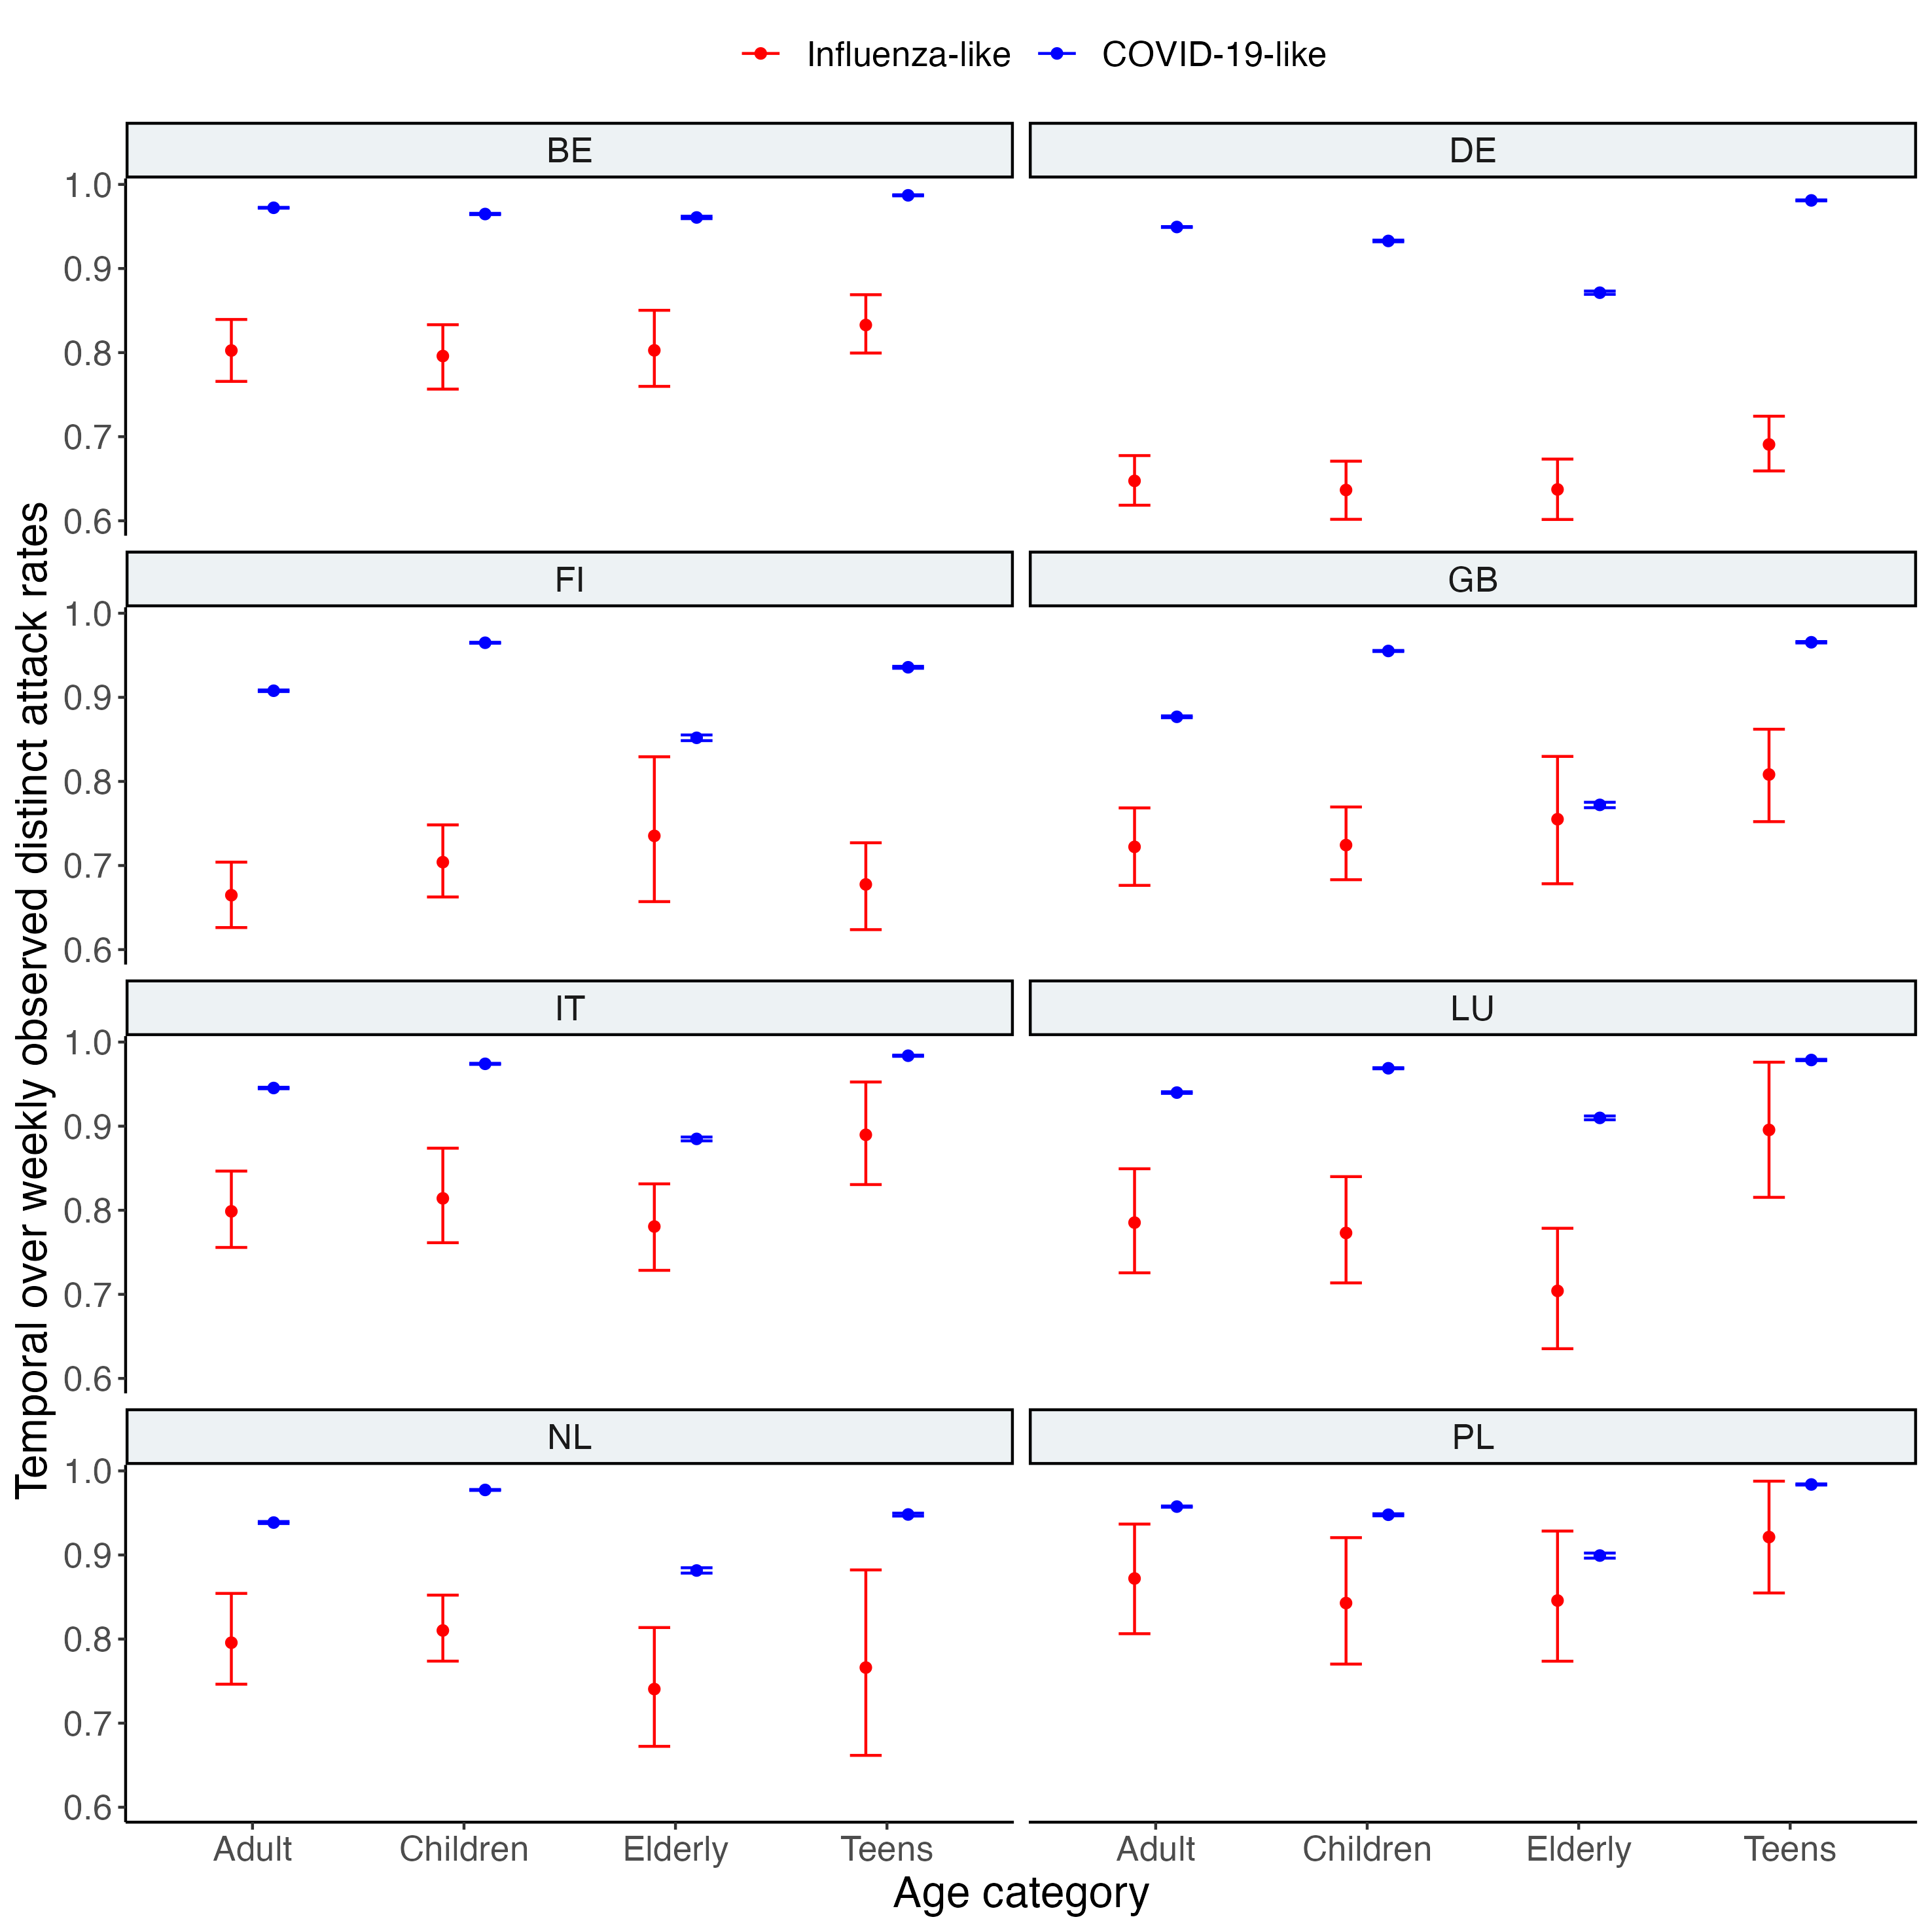 Influenza-like COVID-19-like
BE DE
1.0
0.9
0.8
0.7
0.6
FI GB
1.0
0.9
0.8
0.7
0.6
IT LU
1.0
0.9
0.8
0.7
0.6
NL PL
1.0
0.9
0.8
0.7
0.6
Adult Children Elderly Teens Adult Children Elderly Teens
Age category
Temporal over weekly observed distinct attack rates